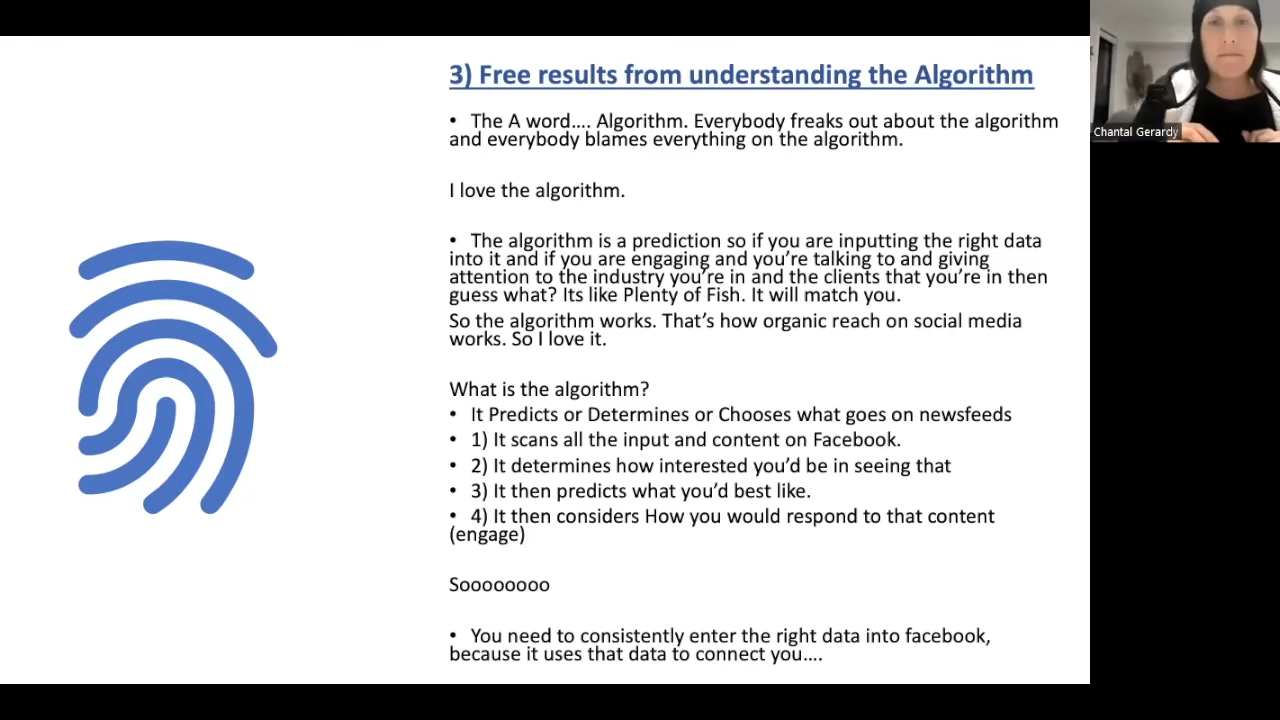 3) Free results from understanding the Algorithm
• The A word.... Algorithm. Everybody freaks out about the algorithm
and everybody blames everything on the algorithm.
I love the algorithm.
• The algorithm is a prediction so if you are inputting the right data
into it and if you are engaging and you're talking to and giving
attention to the industry you're in and the clients that you're in then
guess what? Its like Plenty of Fish. It will match you.
So the algorithm works. That's how organic reach on social media
works. So I love it.
What is the algorithm?
• It Predicts or Determines or Chooses what goes on newsfeeds
• 1) It scans all the input and content on Facebook.
• 2) It determines how interested you'd be in seeing that
• 3) It then predicts what you'd best like.
• 4) It then considers How you would respond to that content
(engage)
Soooooooo
• You need to consistently enter the right data into facebook,
because it uses that data to connect you....
Chantal Gerardy